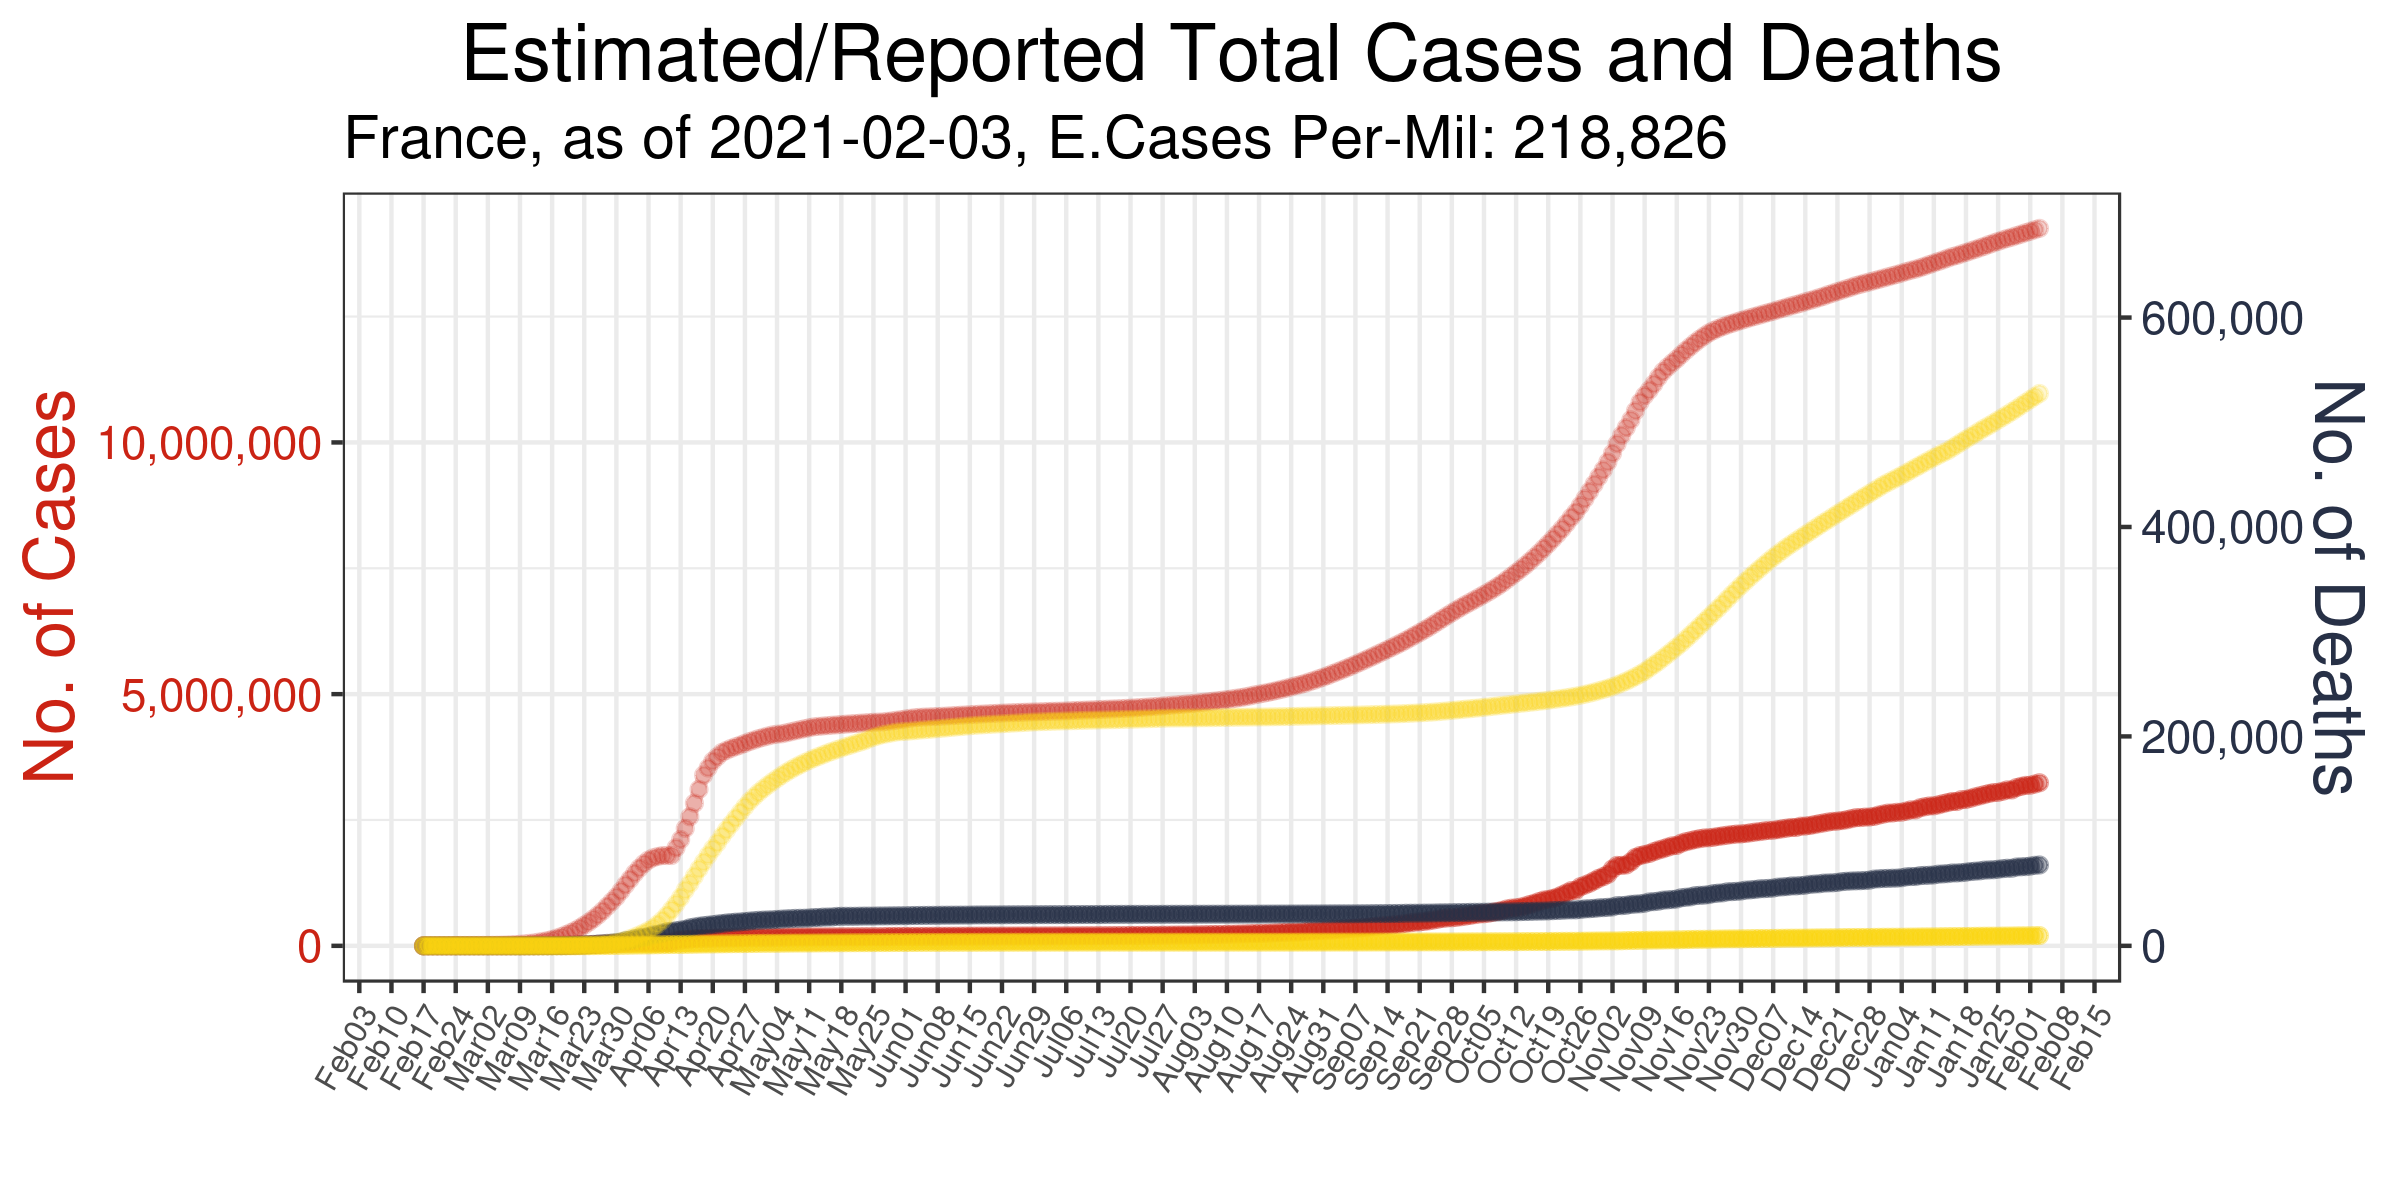 Estimated/Reported Total Cases and Deaths
France, as of 2021-02-03, E.Cases Per-Mil: 218,826
No. of Cases
10,000,000
5,000,000
0
600,000
400,000
200,000
0
No. of Deaths
Feb03
Feb10
Feb17
Feb24
Mar02
Mar09
Mar16
Mar23
Mar30
Apr06
Apr13
Apr20
Apr27
May04
May11
May18
May25
Jun01
Jun08
Jun15
Jun22
Jun29
Jul06
Jul13
Jul20
Jul27
Aug03
Aug10
Aug17
Aug24
Aug31
Sep07
Sep14
Sep21
Sep28
Oct05
Oct12
Oct19
Oct26
Nov02
Nov09
Nov16
Nov23
Nov30
Dec07
Dec14
Dec21
Dec28
Jan04
Jan11
Jan18
Jan25
Feb01
Feb08
Feb15